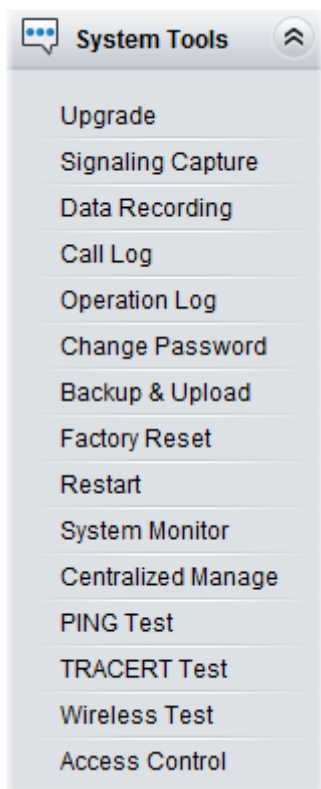 System Tools
Upgrade
Signaling Capture
Data Recording
Call Log
Operation Log
Change Password
Backup & Upload
Factory Reset
Restart
System Monitor
Centralized Manage
PING Test
TRACERT Test
Wireless Test
Access Control